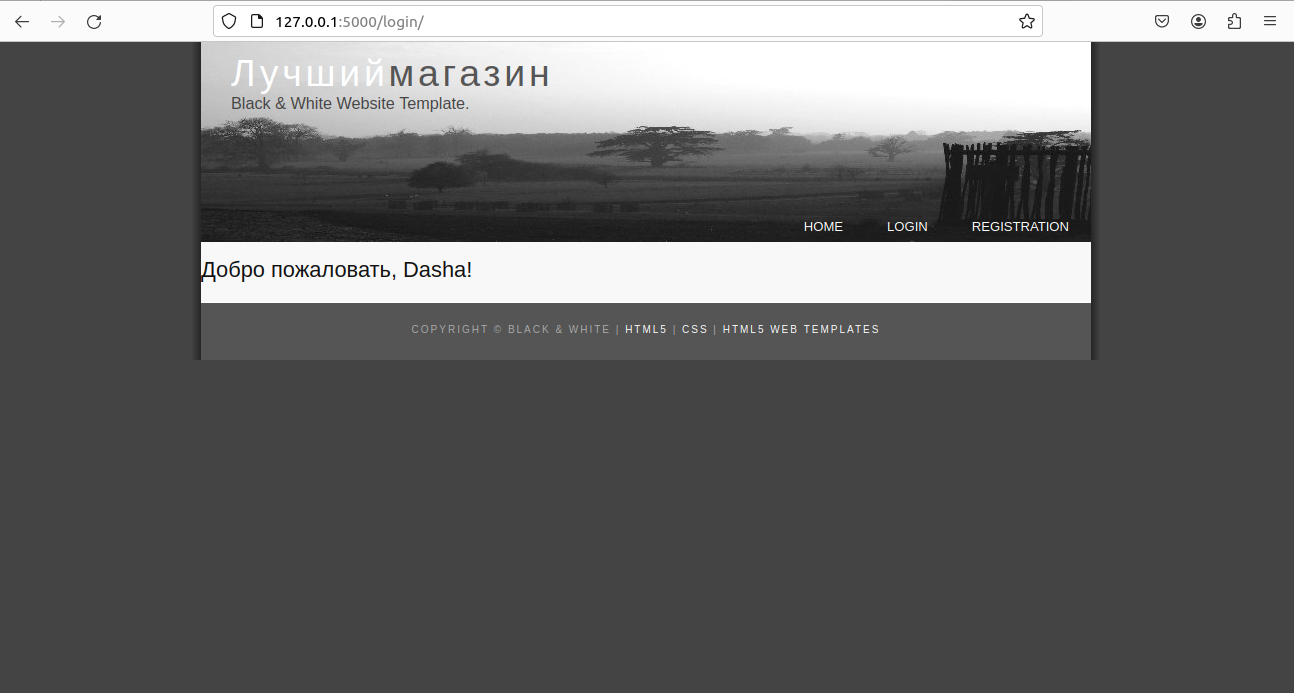 127.0.0.1:5000/login/
Лучшиймагазин
Black & White Website Template.
HOME LOGIN REGISTRATION
Добро пожаловать, Dasha!
COPYRIGHT © BLACK & WHITE | HTML5 | CSS | HTML5 WEB TEMPLATES